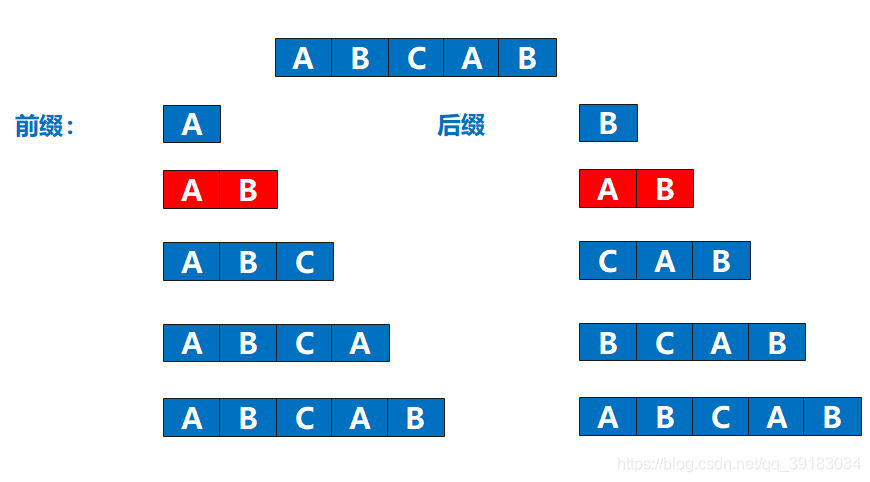 A B C A B
前缀： A 后缀 B
A B A B
A B C C A B
A B C A B C A B
A B C A B A B C A B
https://blog.csdn.net/qq_39183034